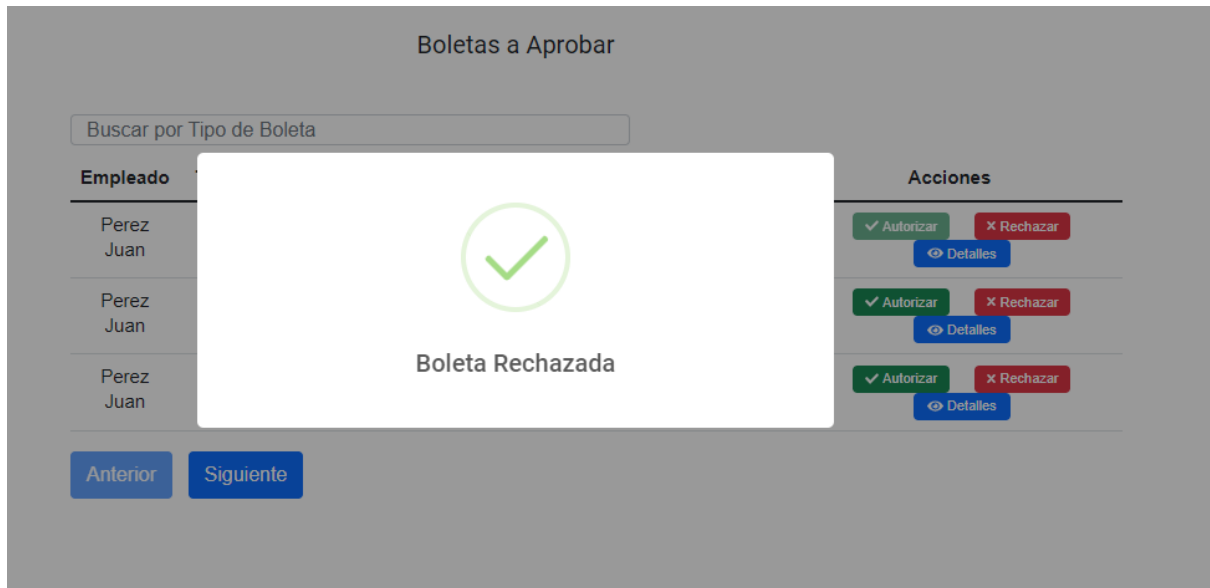 Boletas a Aprobar
Buscar por Tipo de Boleta
Empleado Acciones
Perez
Juan
Autorizar Rechazar
Detalles
Perez
Juan
Autorizar Rechazar
Detalles
Perez
Juan
Autorizar Rechazar
Detalles
Boleta Rechazada
Anterior Siguiente